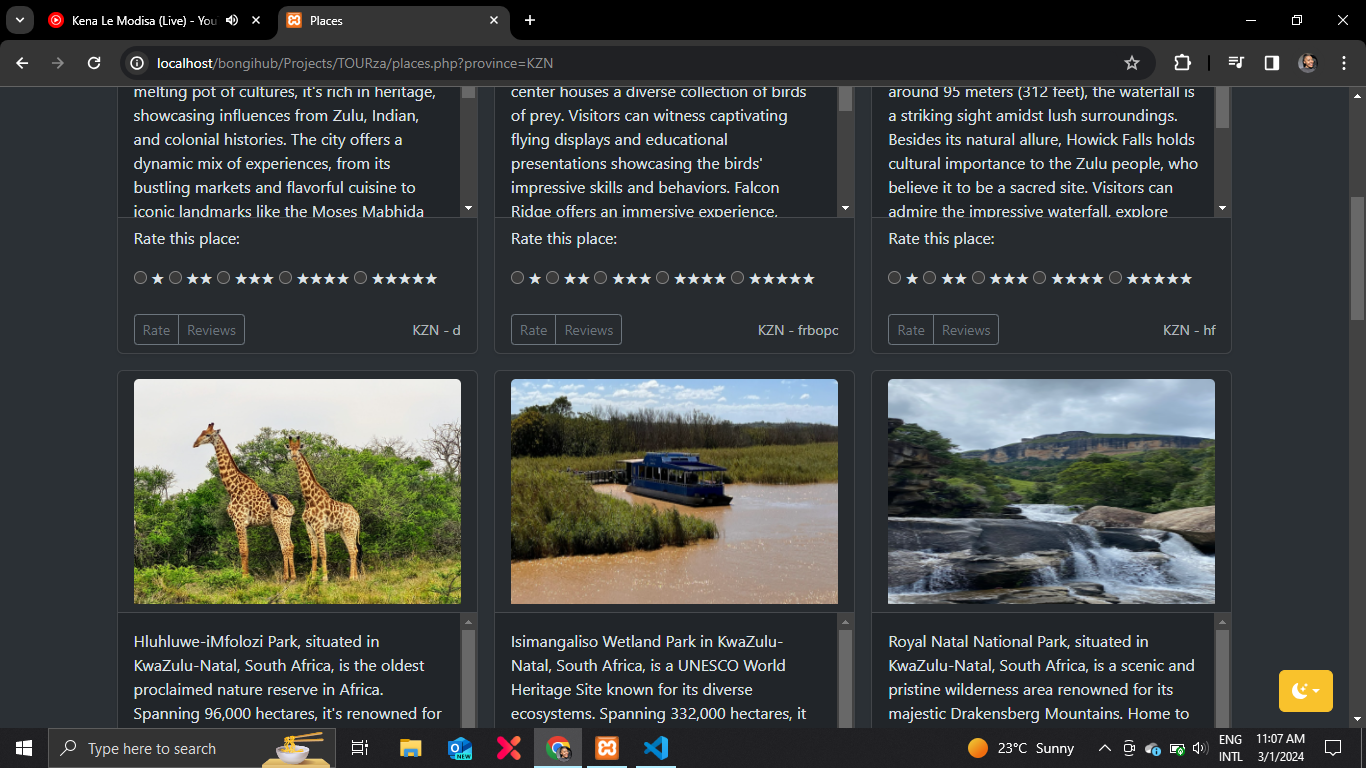 Kena Le Modisa (Live) - You
Places
localhost/bongihub/Projects/TOURza/places.php?province=KZN
melting pot of cultures, it's rich in heritage,
showcasing influences from Zulu, Indian,
and colonial histories. The city offers a
dynamic mix of experiences, from its
bustling markets and flavorful cuisine to
iconic landmarks like the Moses Mabhida
Rate this place:
★ ★★ ★★★ ★★★★ ★★★★★
Rate Reviews KZN - d
center houses a diverse collection of birds
of prey. Visitors can witness captivating
flying displays and educational
presentations showcasing the birds'
impressive skills and behaviors. Falcon
Ridge offers an immersive experience,
Rate this place:
★ ★★ ★★★ ★★★★ ★★★★★
Rate Reviews KZN - frbopc
around 95 meters (312 feet), the waterfall is
a striking sight amidst lush surroundings.
Besides its natural allure, Howick Falls holds
cultural importance to the Zulu people, who
believe it to be a sacred site. Visitors can
admire the impressive waterfall, explore
Rate this place:
★ ★★ ★★★ ★★★★ ★★★★★
Rate Reviews KZN - hf
Hluhluwe-iMfolozi Park, situated in
KwaZulu-Natal, South Africa, is the oldest
proclaimed nature reserve in Africa.
Spanning 96,000 hectares, it's renowned for
Isimangaliso Wetland Park in KwaZulu-
Natal, South Africa, is a UNESCO World
Heritage Site known for its diverse
ecosystems. Spanning 332,000 hectares, it
Royal Natal National Park, situated in
KwaZulu-Natal, South Africa, is a scenic and
pristine wilderness area renowned for its
majestic Drakensberg Mountains. Home to
Type here to search
NEW
23°C Sunny
ENG
INTL
11:07 AM
3/1/2024